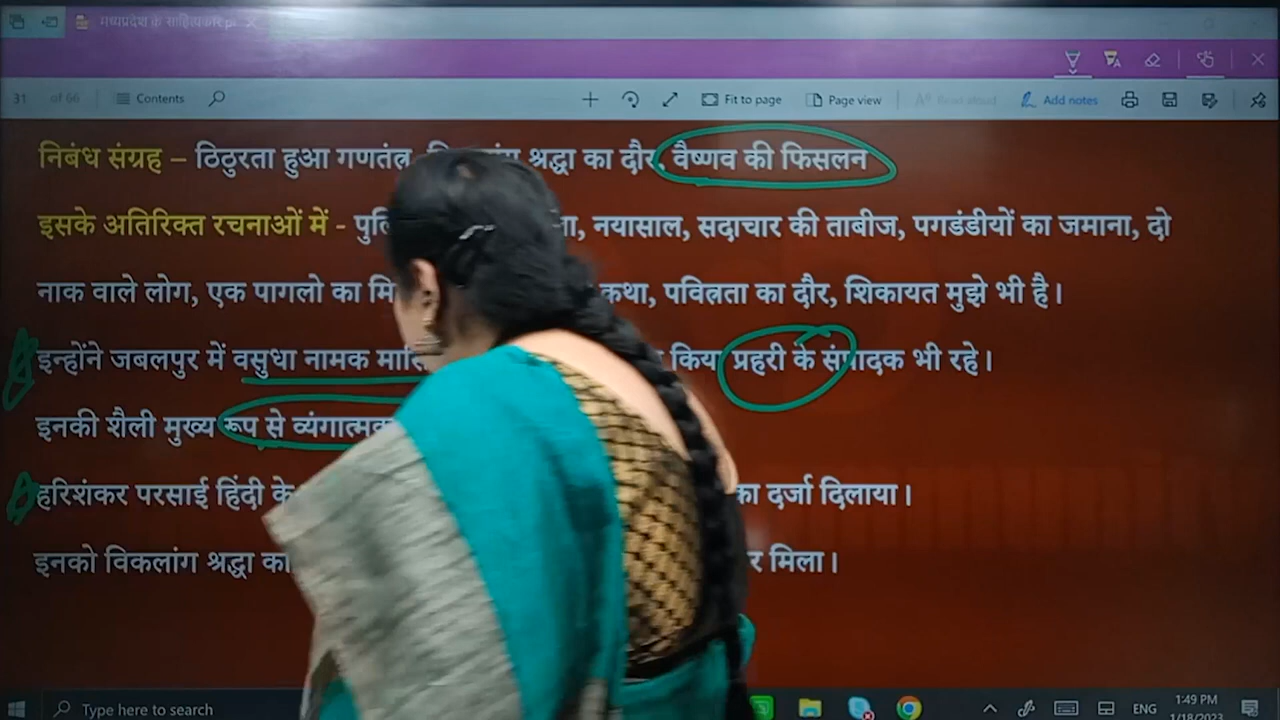 मध्यप्रदेश के साहित्यकार.p
31 of 66 Contents Fit to page Page view Read aloud Add notes
निबंध संग्रह – ठिठुरता हुआ गणतंत्र श्रद्धा का दौर, वैष्णव की फिसलन
इसके अतिरिक्त रचनाओं में - नयासाल, सदाचार की ताबीज, पगडंडीयों का जमाना, दो
नाक वाले लोग, एक पागलो का कथा, पवित्रता का दौर, शिकायत मुझे भी है।
इन्होंने जबलपुर में वसुधा नामक किया प्रहरी के संपादक भी रहे।
इनकी शैली मुख्य रूप से व्यंगात्मक
हरिशंकर परसाई हिंदी के का दर्जा दिलाया।
इनको विकलांग श्रद्धा का मिला।
Type here to search ENG 1:49 PM
1/18/2023